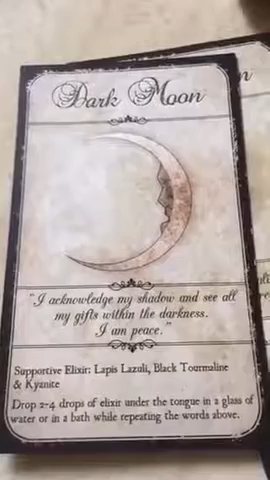 Dark Moon
"I acknowledge my shadow and see all
my gifts within the darkness.
I am peace."
Supportive Elixir: Lapis Lazuli, Black Tourmaline
& Kyanite
Drop 2-4 drops of elixir under the tongue in a glass of
water or in a bath while repeating the words above.